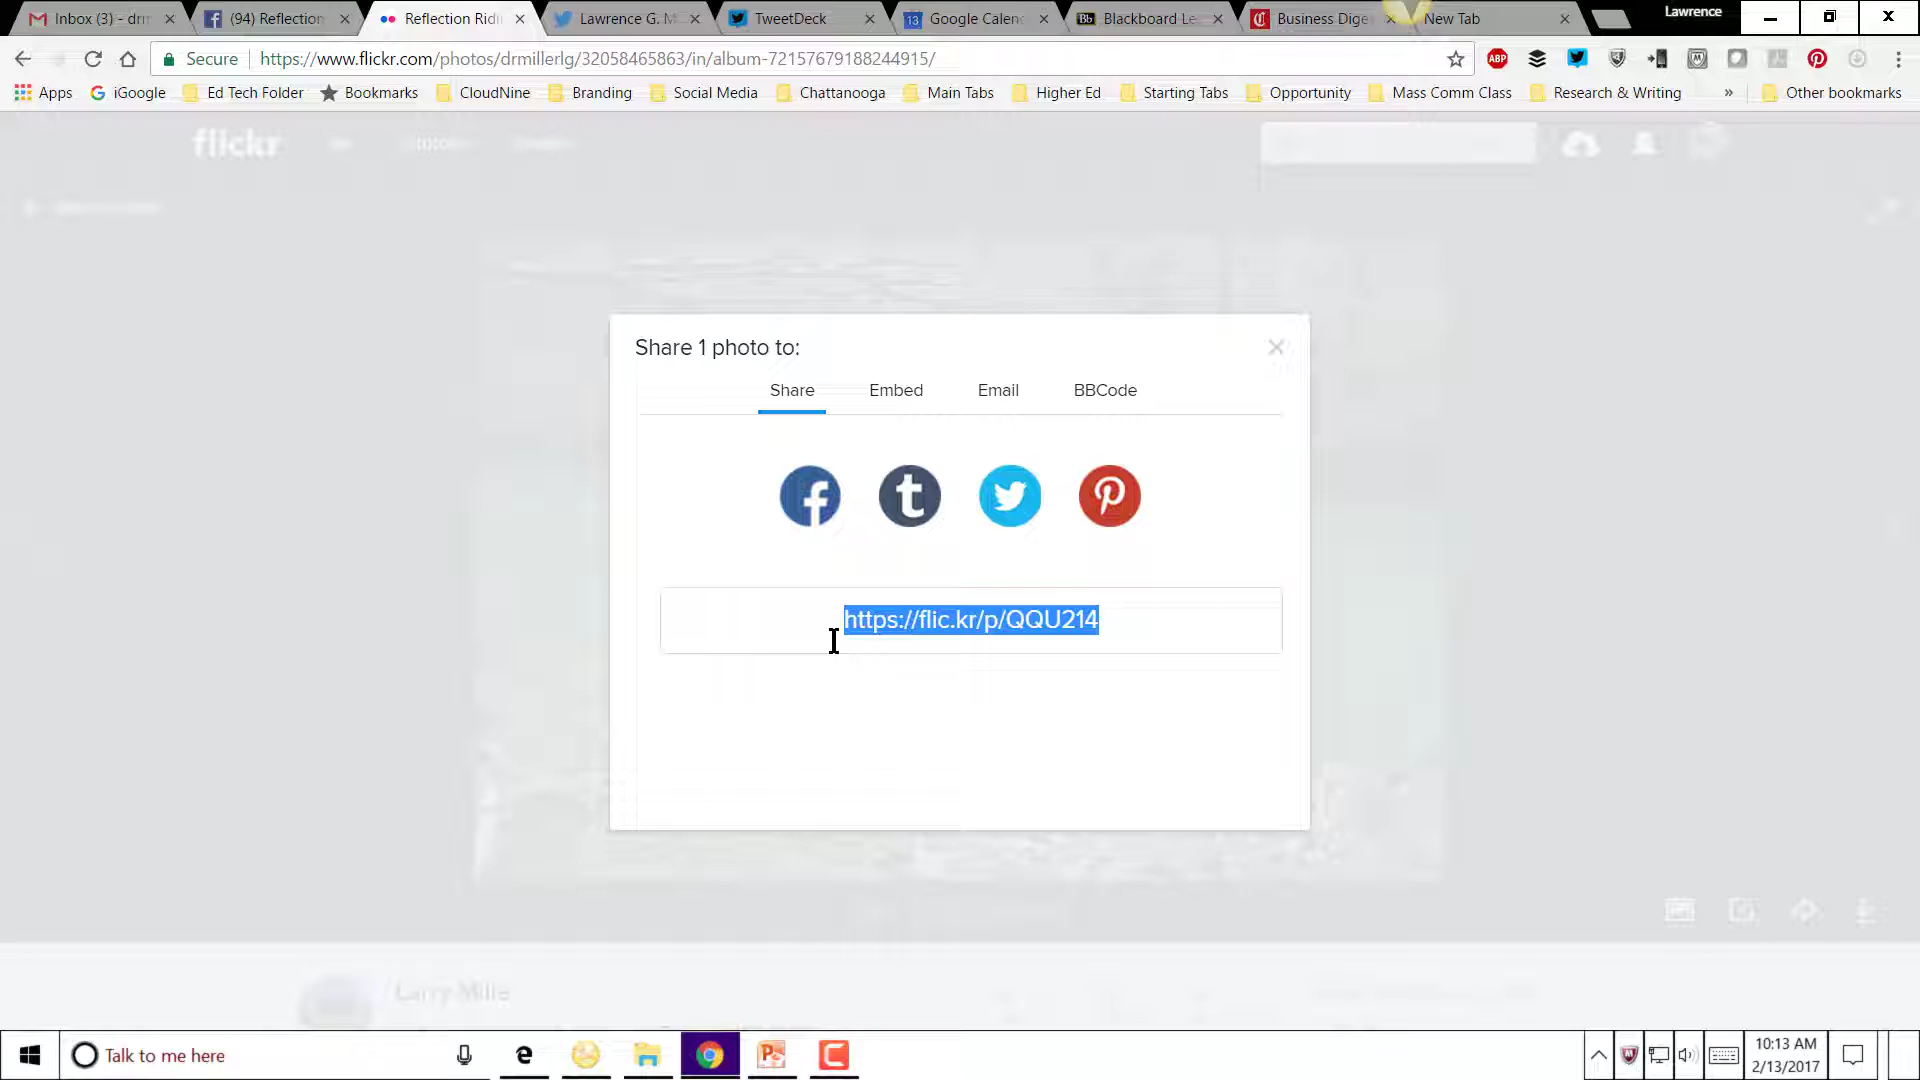 Inbox (3) - drm
(94) Reflection
Reflection Ridi
Lawrence G. M
TweetDeck
Google Calen
Blackboard Le
Business Dige
New Tab
Lawrence
Secure https://www.flickr.com/photos/drmillerlg/32058465863/in/album-72157679188244915/
Apps iGoogle Ed Tech Folder Bookmarks CloudNine Branding Social Media Chattanooga Main Tabs Higher Ed Starting Tabs Opportunity Mass Comm Class Research & Writing » Other bookmarks
flickr
Share 1 photo to:
Share Embed Email BBCode
https://flic.kr/p/QQU214
Larry Mille
Talk to me here
10:13 AM
2/13/2017